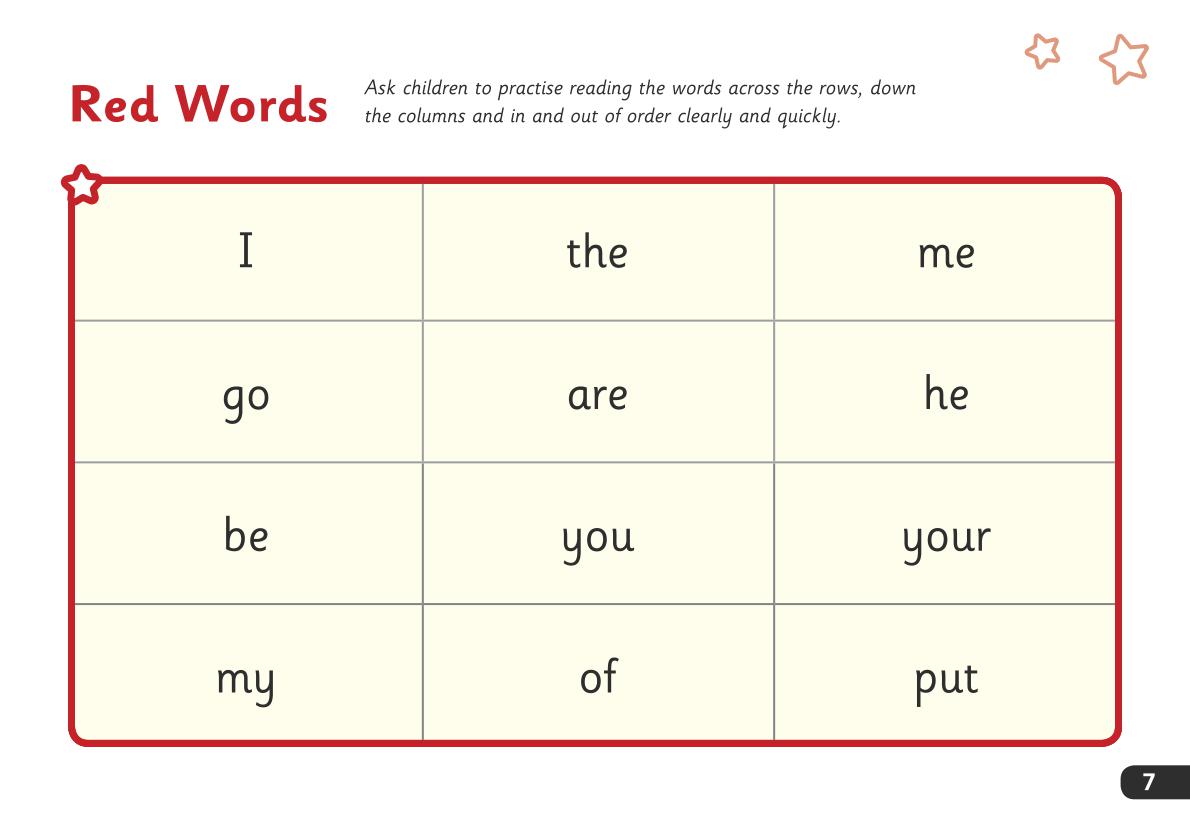 Red Words
Ask children to practise reading the words across the rows, down
the columns and in and out of order clearly and quickly.
I the me
go are he
be you your
my of put
7